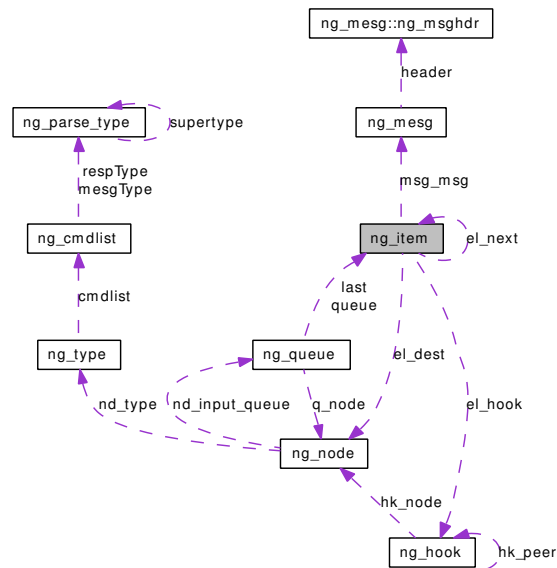 ng_mesg::ng_msghdr
header
ng_parse_type
supertype
ng_mesg
respType
mesgType
msg_msg
ng_cmdlist
ng_item
el_next
cmdlist
last
queue
ng_type
ng_queue
el_dest
nd_type
nd_input_queue
q_node
el_hook
ng_node
hk_node
ng_hook
hk_peer